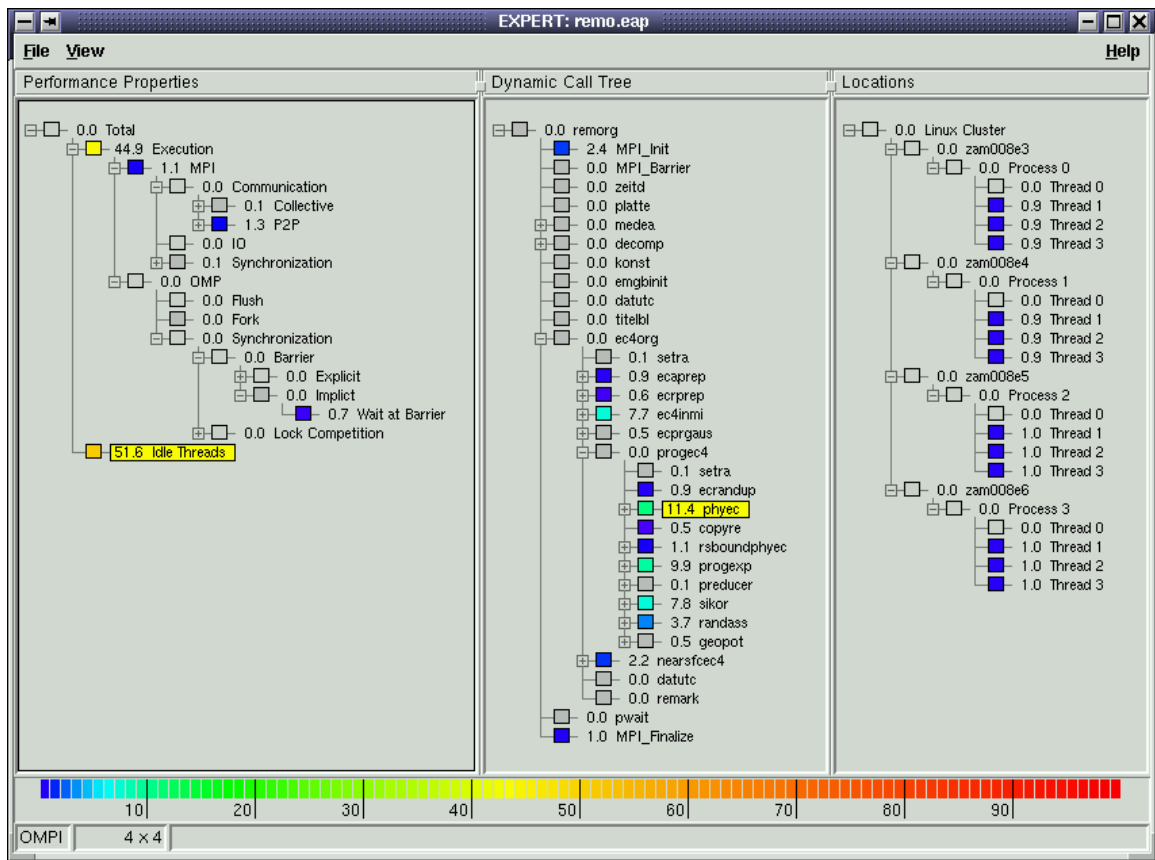 EXPERT: remo.eap
File View Help
Performance Properties
0.0 Total
44.9 Execution
1.1 MPI
0.0 Communication
0.1 Collective
1.3 P2P
0.0 IO
0.1 Synchronization
0.0 OMP
0.0 Flush
0.0 Fork
0.0 Synchronization
0.0 Barrier
0.0 Explicit
0.0 Implict
0.7 Wait at Barrier
0.0 Lock Competition
51.6 Idle Threads
Dynamic Call Tree
0.0 remorg
2.4 MPI_Init
0.0 MPI_Barrier
0.0 zeitd
0.0 platte
0.0 medea
0.0 decomp
0.0 konst
0.0 emgbinit
0.0 datutc
0.0 titelbl
0.0 ec4org
0.1 setra
0.9 ecaprep
0.6 ecrprep
7.7 ec4inmi
0.5 ecprgaus
0.0 progec4
0.1 setra
0.9 ecrandup
11.4 phyec
0.5 copyre
1.1 rsboundphyec
9.9 progexp
0.1 preducer
7.8 sikor
3.7 randass
0.5 geopot
2.2 nearsfcec4
0.0 datutc
0.0 remark
0.0 pwait
1.0 MPI_Finalize
Locations
0.0 Linux Cluster
0.0 zam008e3
0.0 Process 0
0.0 Thread 0
0.9 Thread 1
0.9 Thread 2
0.9 Thread 3
0.0 zam008e4
0.0 Process 1
0.0 Thread 0
0.9 Thread 1
0.9 Thread 2
0.9 Thread 3
0.0 zam008e5
0.0 Process 2
0.0 Thread 0
1.0 Thread 1
1.0 Thread 2
1.0 Thread 3
0.0 zam008e6
0.0 Process 3
0.0 Thread 0
1.0 Thread 1
1.0 Thread 2
1.0 Thread 3
10 20 30 40 50 60 70 80 90
OMPI 4 x 4